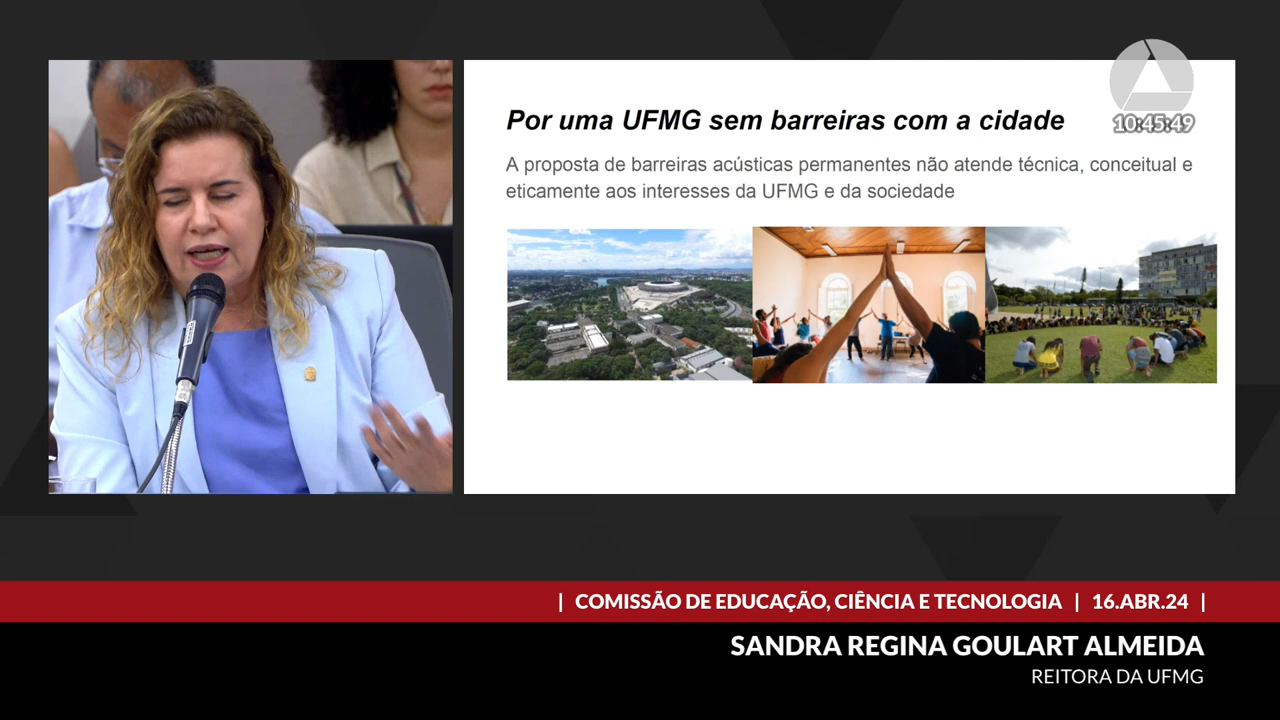 10:45:49
Por uma UFMG sem barreiras com a cidade
A proposta de barreiras acústicas permanentes não atende técnica, conceitual e
eticamente aos interesses da UFMG e da sociedade
| COMISSÃO DE EDUCAÇÃO, CIÊNCIA E TECNOLOGIA | 16.ABR.24 |
SANDRA REGINA GOULART ALMEIDA
REITORA DA UFMG